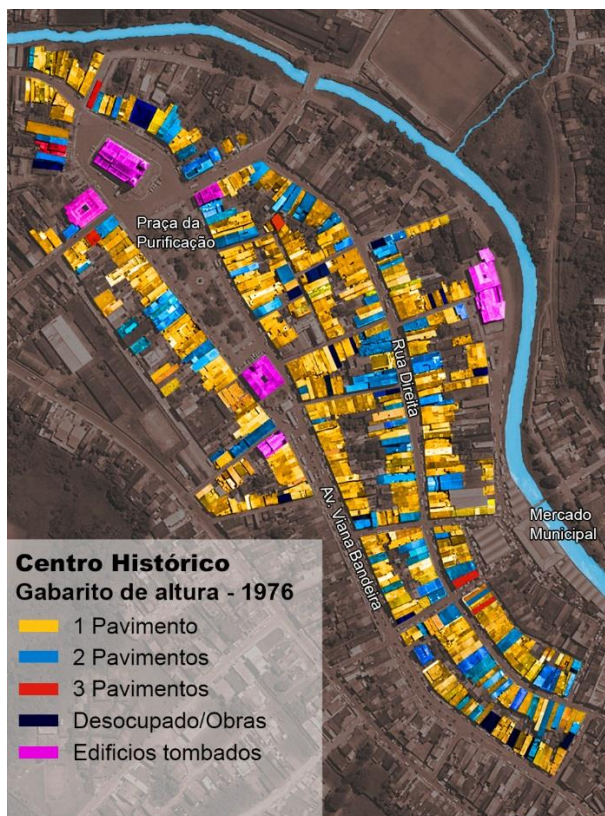 Praça da
Purificação
Rua Direita
Av. Viana Bandeira
Mercado
Municipal
Centro Histórico
Gabarito de altura - 1976
1 Pavimento
2 Pavimentos
3 Pavimentos
Desocupado/Obras
Edificios tombados